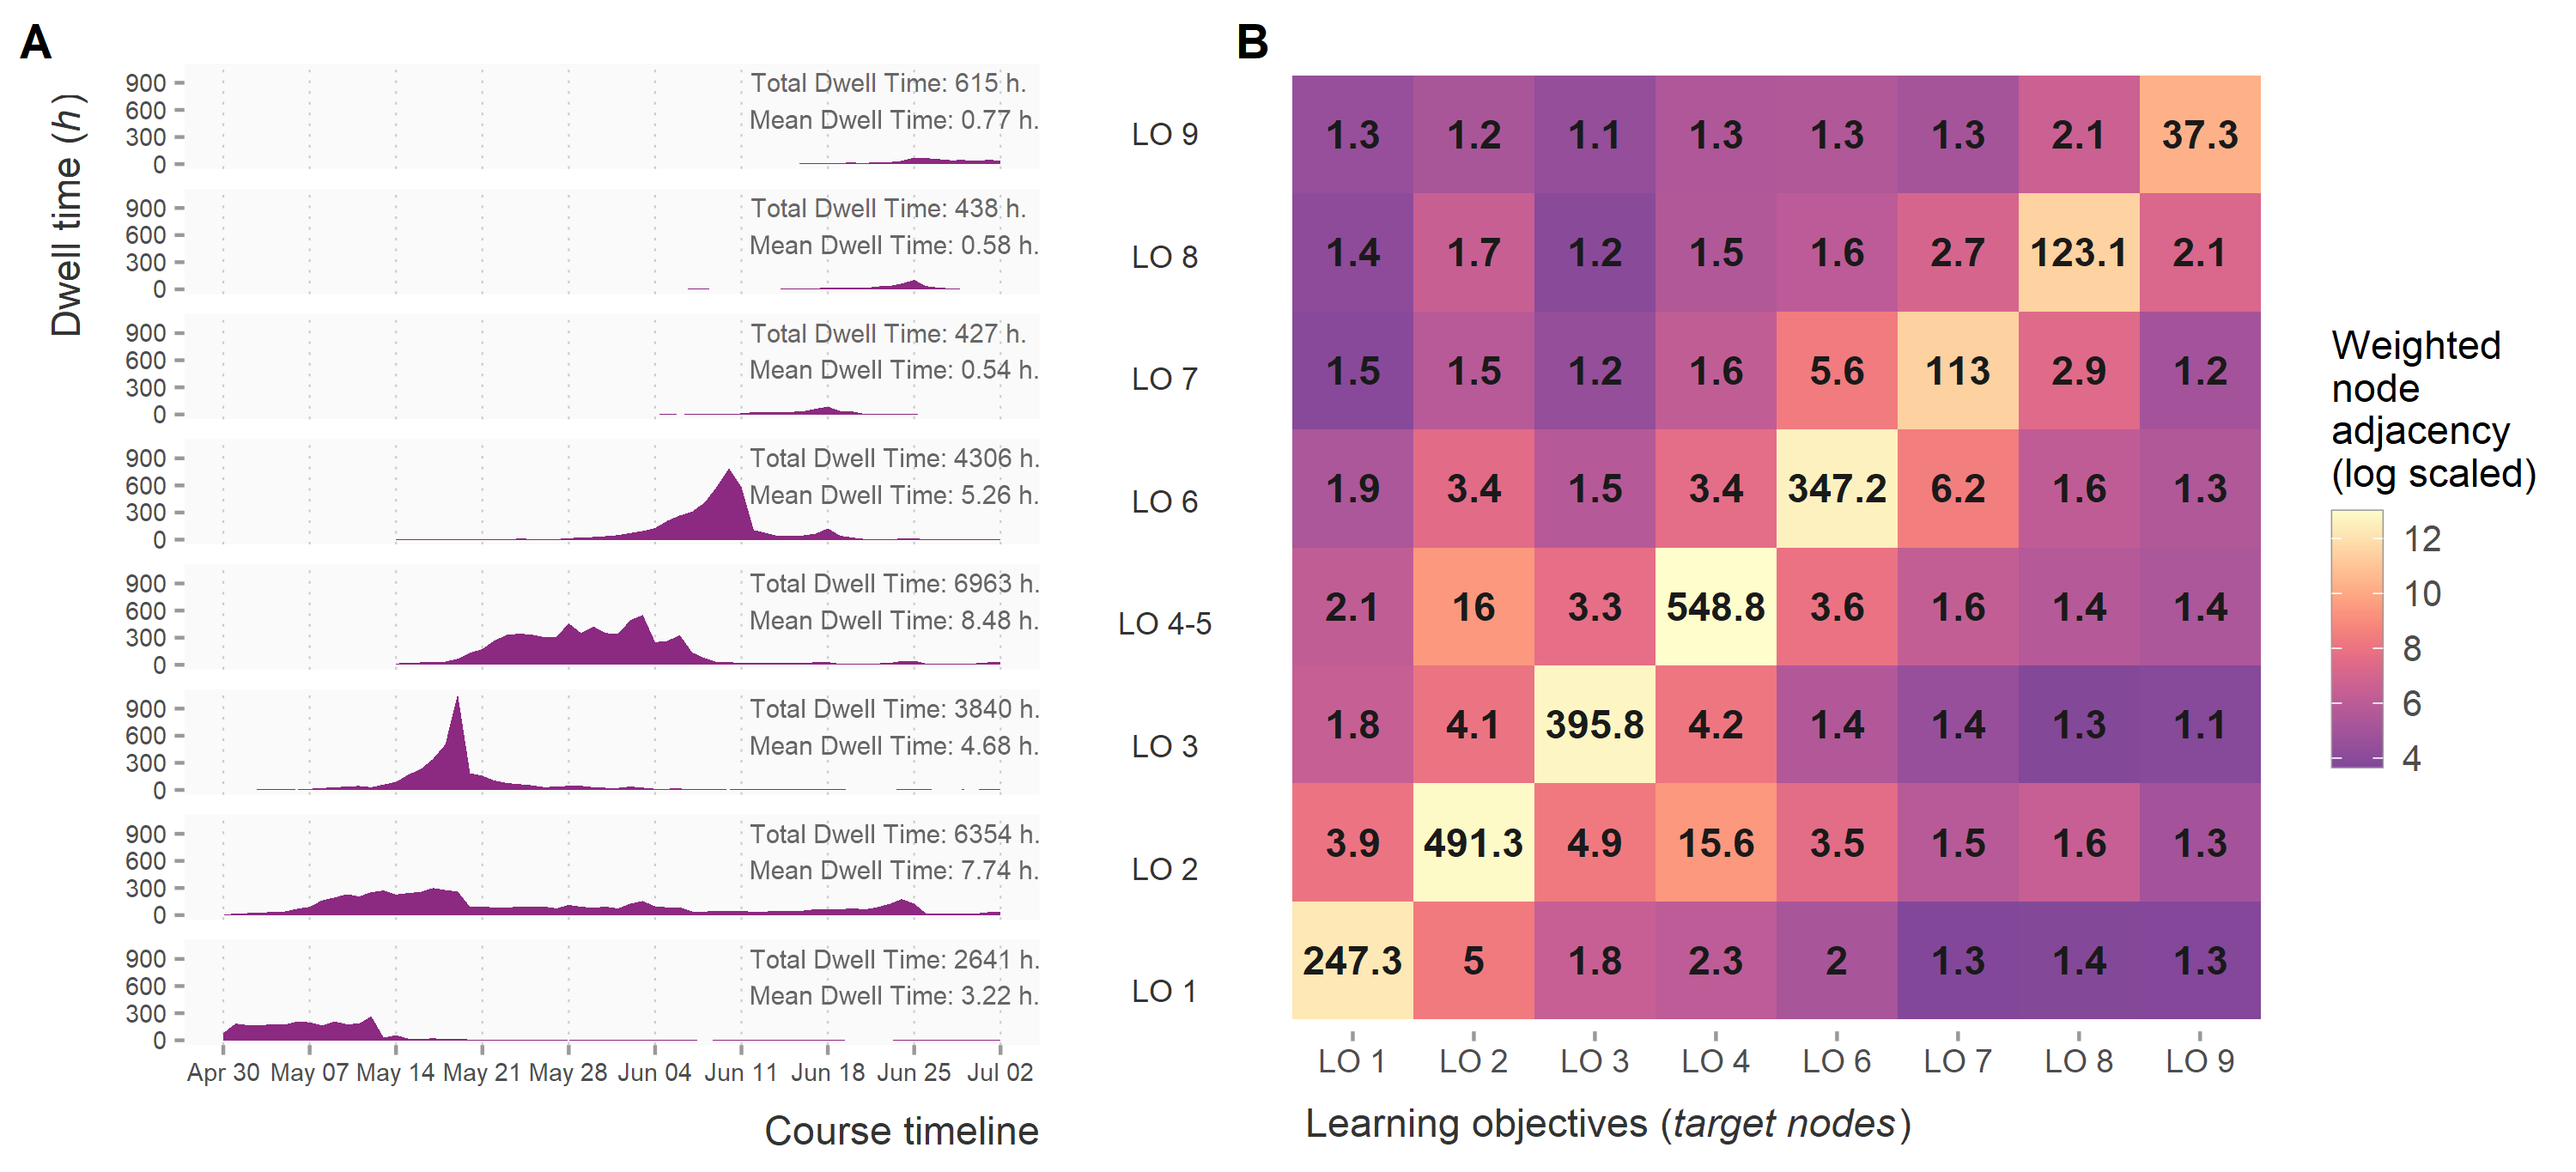 A
Dwell time (h)
900
600
300
0
Total Dwell Time: 615 h.
Mean Dwell Time: 0.77 h.
LO 9
900
600
300
0
Total Dwell Time: 438 h.
Mean Dwell Time: 0.58 h.
LO 8
900
600
300
0
Total Dwell Time: 427 h.
Mean Dwell Time: 0.54 h.
LO 7
900
600
300
0
Total Dwell Time: 4306 h.
Mean Dwell Time: 5.26 h.
LO 6
900
600
300
0
Total Dwell Time: 6963 h.
Mean Dwell Time: 8.48 h.
LO 4-5
900
600
300
0
Total Dwell Time: 3840 h.
Mean Dwell Time: 4.68 h.
LO 3
900
600
300
0
Total Dwell Time: 6354 h.
Mean Dwell Time: 7.74 h.
LO 2
900
600
300
0
Total Dwell Time: 2641 h.
Mean Dwell Time: 3.22 h.
LO 1
Apr 30 May 07 May 14 May 21 May 28 Jun 04 Jun 11 Jun 18 Jun 25 Jul 02
Course timeline
B
1.3 1.2 1.1 1.3 1.3 1.3 2.1 37.3
1.4 1.7 1.2 1.5 1.6 2.7 123.1 2.1
1.5 1.5 1.2 1.6 5.6 113 2.9 1.2
1.9 3.4 1.5 3.4 347.2 6.2 1.6 1.3
2.1 16 3.3 548.8 3.6 1.6 1.4 1.4
1.8 4.1 395.8 4.2 1.4 1.4 1.3 1.1
3.9 491.3 4.9 15.6 3.5 1.5 1.6 1.3
247.3 5 1.8 2.3 2 1.3 1.4 1.3
LO 1 LO 2 LO 3 LO 4 LO 6 LO 7 LO 8 LO 9
Learning objectives (target nodes)
Weighted
node
adjacency
(log scaled)
12
10
8
6
4